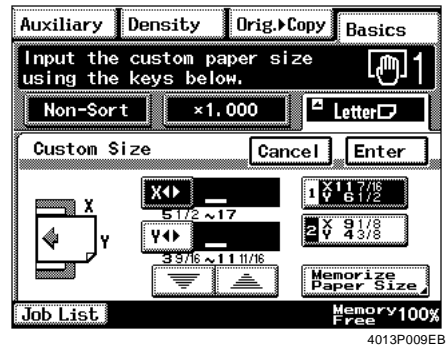 Auxiliary Density Orig.▸Copy Basics
Input the custom paper size
using the keys below.
1
Non-Sort ×1.000 Letter
Custom Size Cancel Enter
X
Y
X◂▸
5 1/2 ~17
Y◂▸
3 9/16 ~11 11/16
1 X 11 7/16
Y 6 1/2
2 X 9 1/8
Y 4 3/8
Memorize
Paper Size
Job List
Memory 100%
Free
4013P009EB